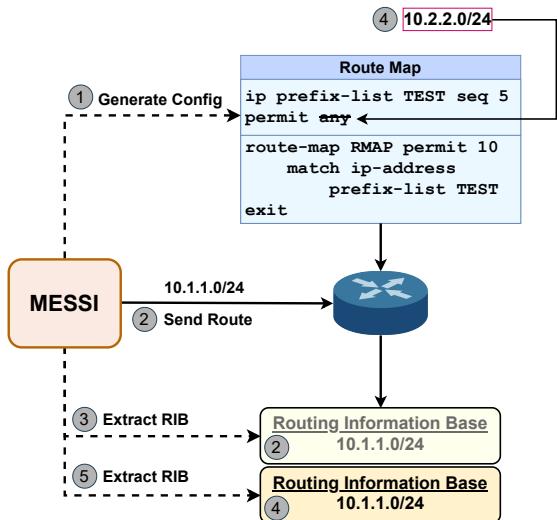 4 10.2.2.0/24
Route Map
1 Generate Config
ip prefix-list TEST seq 5
permit any
route-map RMAP permit 10
match ip-address
prefix-list TEST
exit
MESSI
10.1.1.0/24
2 Send Route
3 Extract RIB
Routing Information Base
2 10.1.1.0/24
5 Extract RIB
Routing Information Base
4 10.1.1.0/24